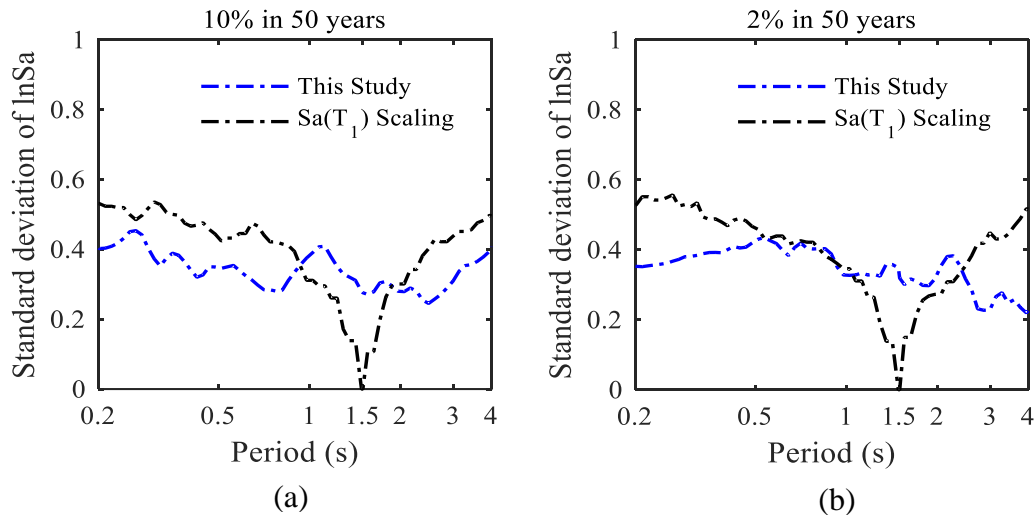 10% in 50 years
Standard deviation of lnSa
1
0.8
0.6
0.4
0.2
0
This Study
Sa(T1) Scaling
0.2 0.5 1 1.5 2 3 4
Period (s)
(a)
2% in 50 years
Standard deviation of lnSa
1
0.8
0.6
0.4
0.2
0
This Study
Sa(T1) Scaling
0.2 0.5 1 1.5 2 3 4
Period (s)
(b)